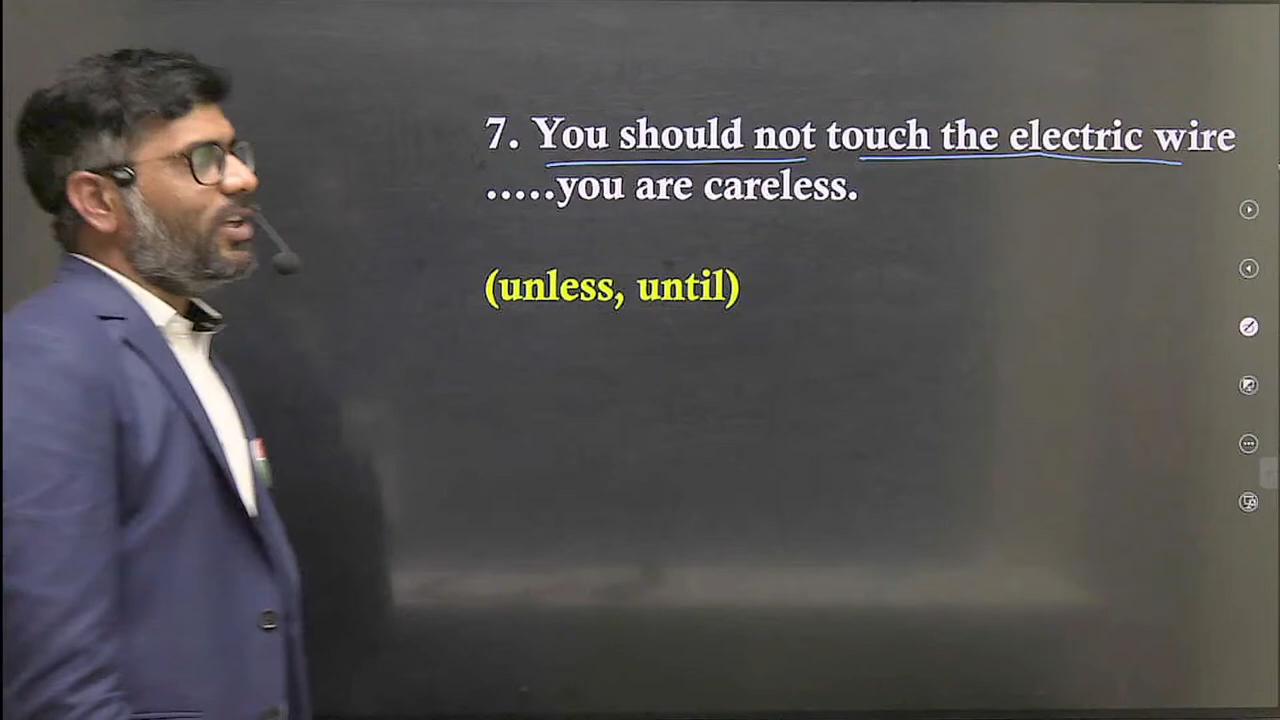 7. You should not touch the electric wire
.....you are careless.
(unless, until)